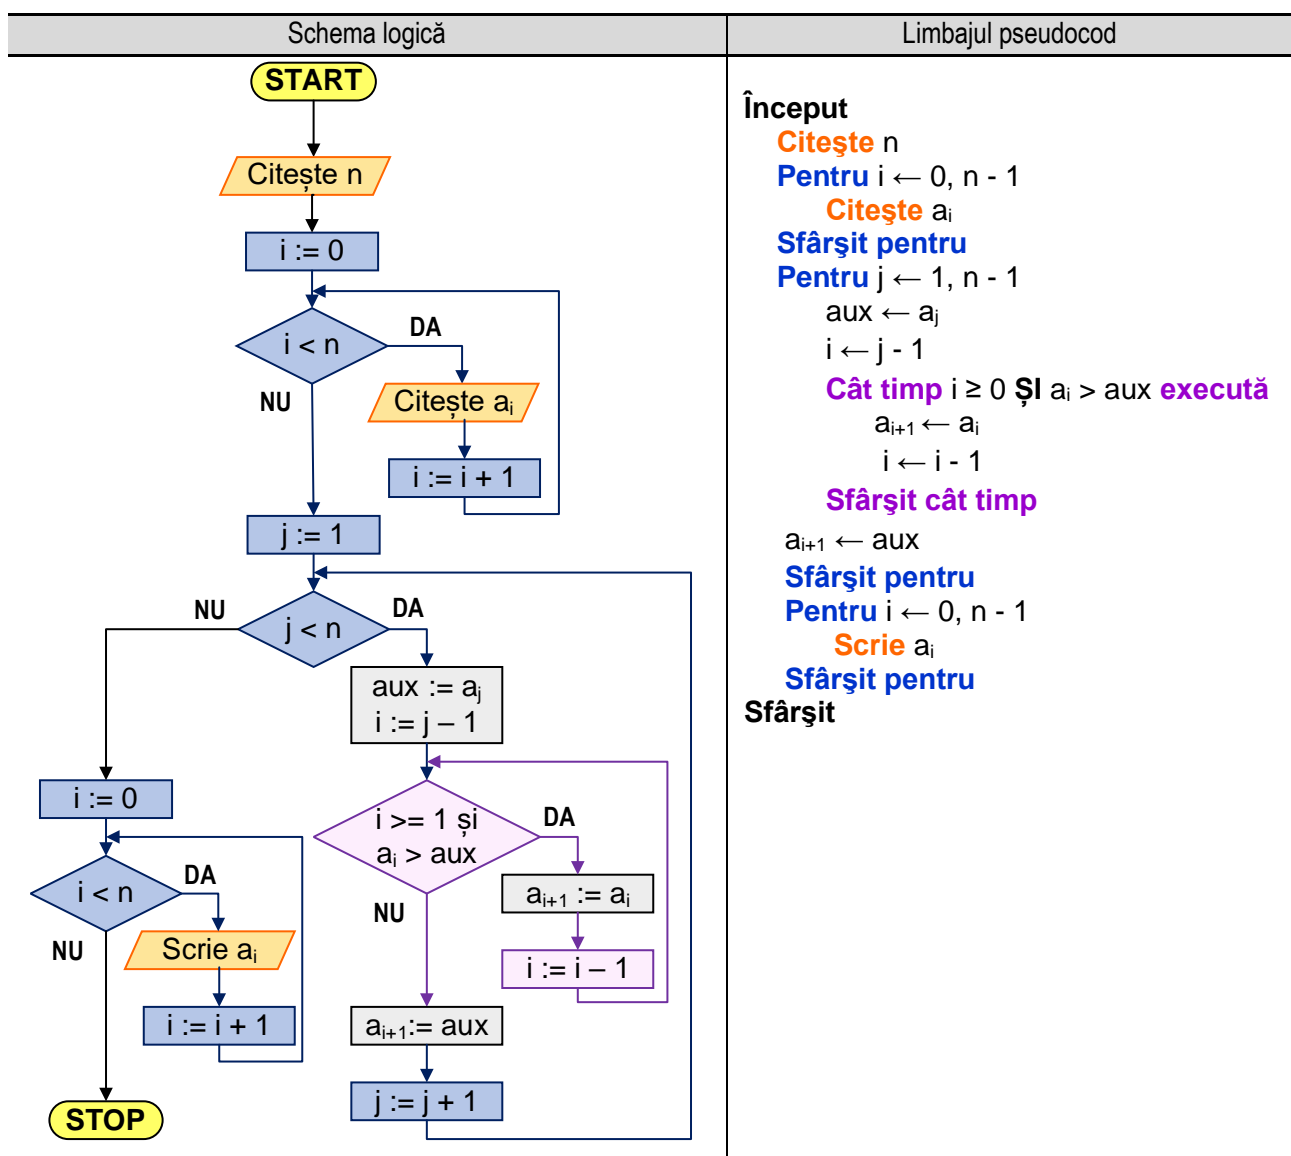 Schema logică
Limbajul pseudocod
START
Citește n
i := 0
i < n
DA
NU
Citește ai
i := i + 1
j := 1
j < n
NU
DA
aux := aj
i := j – 1
i >= 1 și
ai > aux
DA
NU
ai+1 := ai
i := i – 1
ai+1:= aux
j := j + 1
i := 0
i < n
DA
NU
Scrie ai
i := i + 1
STOP
Început
Citeşte n
Pentru i ← 0, n - 1
Citeşte ai
Sfârşit pentru
Pentru j ← 1, n - 1
aux ← aj
i ← j - 1
Cât timp i ≥ 0 ȘI ai > aux execută
ai+1 ← ai
i ← i - 1
Sfârşit cât timp
ai+1 ← aux
Sfârşit pentru
Pentru i ← 0, n - 1
Scrie ai
Sfârşit pentru
Sfârşit